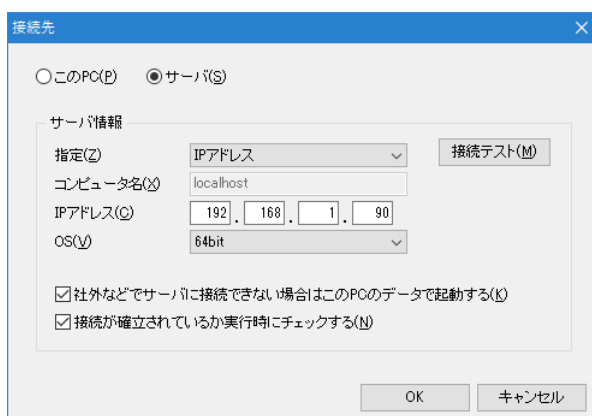 接続先
このPC(P) サーバ(S)
サーバ情報
指定(Z) IPアドレス 接続テスト(M)
コンピュータ名(X) localhost
IPアドレス(C) 192 . 168 . 1 . 90
OS(V) 64bit
社外などでサーバに接続できない場合はこのPCのデータで起動する(K)
接続が確立されているか実行時にチェックする(N)
OK キャンセル